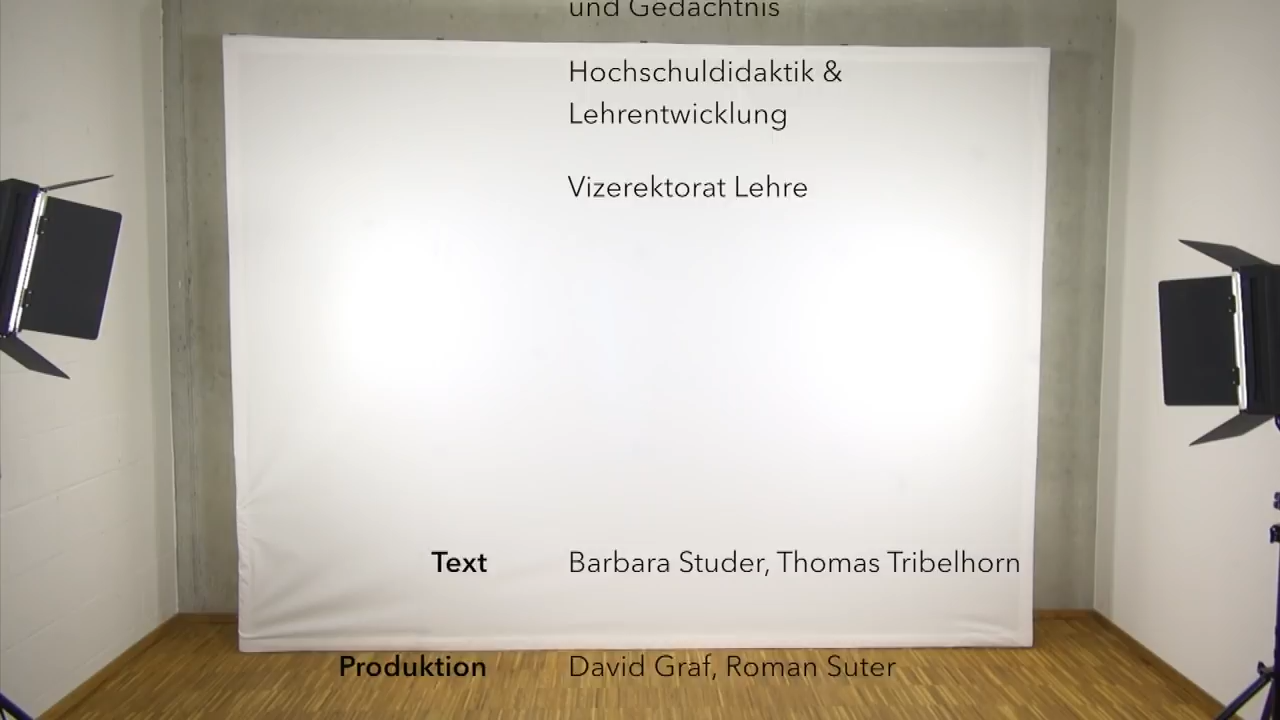 und Gedächtnis
Hochschuldidaktik &
Lehrentwicklung
Vizerektorat Lehre
Text Barbara Studer, Thomas Tribelhorn
Produktion David Graf, Roman Suter